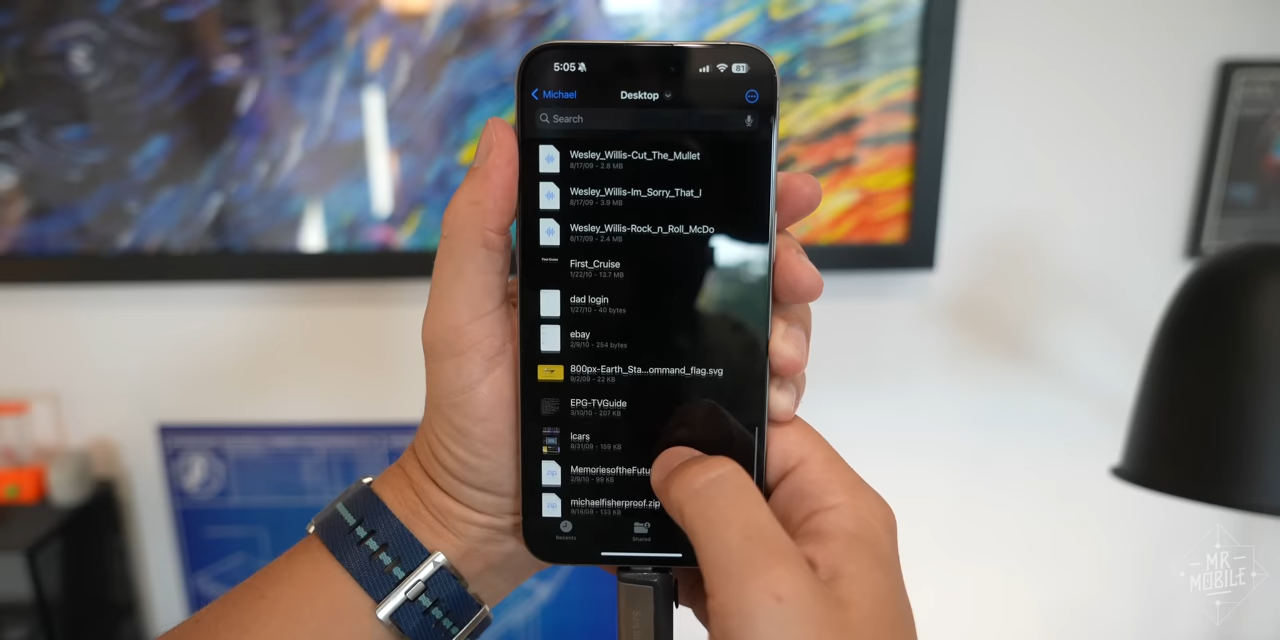 5:05
81
Michael
Desktop
Search
Wesley_Willis-Cut_The_Mullet
8/17/09 - 2.8 MB
Wesley_Willis-Im_Sorry_That_I
8/17/09 - 3.9 MB
Wesley_Willis-Rock_n_Roll_McDo
8/17/09 - 2.4 MB
First_Cruise
1/22/10 - 13.7 MB
dad login
1/27/10 - 40 bytes
ebay
2/9/10 - 254 bytes
800px-Earth_Sta...ommand_flag.svg
9/2/09 - 22 KB
EPG-TVGuide
3/10/10 - 207 KB
lcars
8/31/09 - 159 KB
MemoriesoftheFutu
2/9/10 - 99 KB
michaelfisherproof.zip
9/16/09 - 133 KB
Recents
Shared
MR
MOBILE